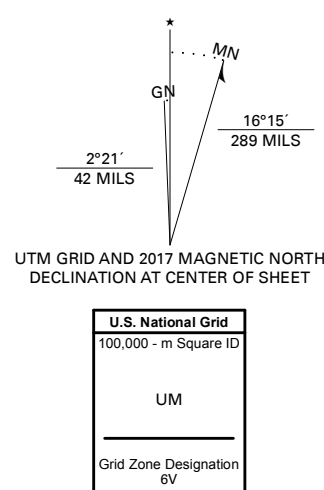 ★
MN
GN
16°15´
289 MILS
2°21´
42 MILS
UTM GRID AND 2017 MAGNETIC NORTH
DECLINATION AT CENTER OF SHEET
U.S. National Grid
100,000 - m Square ID
UM
Grid Zone Designation
6V